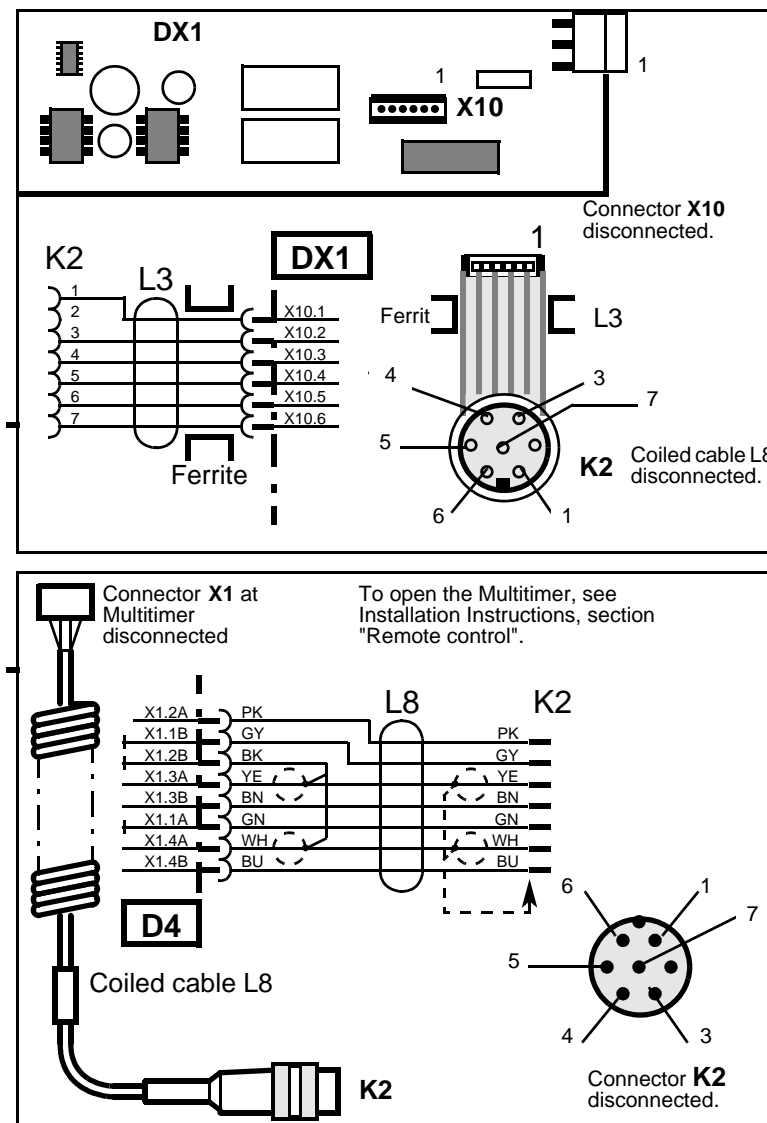 DX1
1
1
X10
Connector X10
disconnected.
K2
L3
DX1
1
1
2
3
4
5
6
7
X10.1
X10.2
X10.3
X10.4
X10.5
X10.6
Ferrite
Ferrit
L3
4
3
7
5
6
1
K2
Coiled cable L8
disconnected.
Connector X1 at
Multitimer
disconnected
To open the Multitimer, see
Installation Instructions, section
"Remote control".
L8
K2
X1.2A PK PK
X1.1B GY GY
X1.2B BK
X1.3A YE YE
X1.3B BN BN
X1.1A GN GN
X1.4A WH WH
X1.4B BU BU
D4
Coiled cable L8
K2
6
1
7
5
4
3
Connector K2
disconnected.